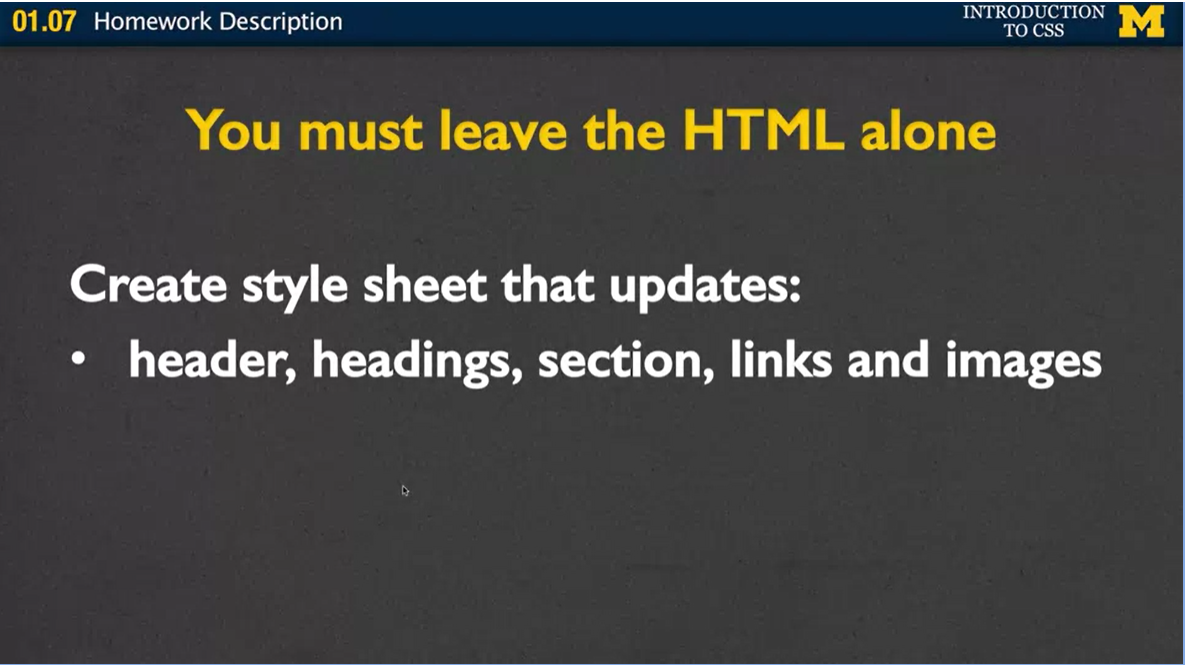 01.07 Homework Description
INTRODUCTION
TO CSS
M
You must leave the HTML alone
Create style sheet that updates:
• header, headings, section, links and images